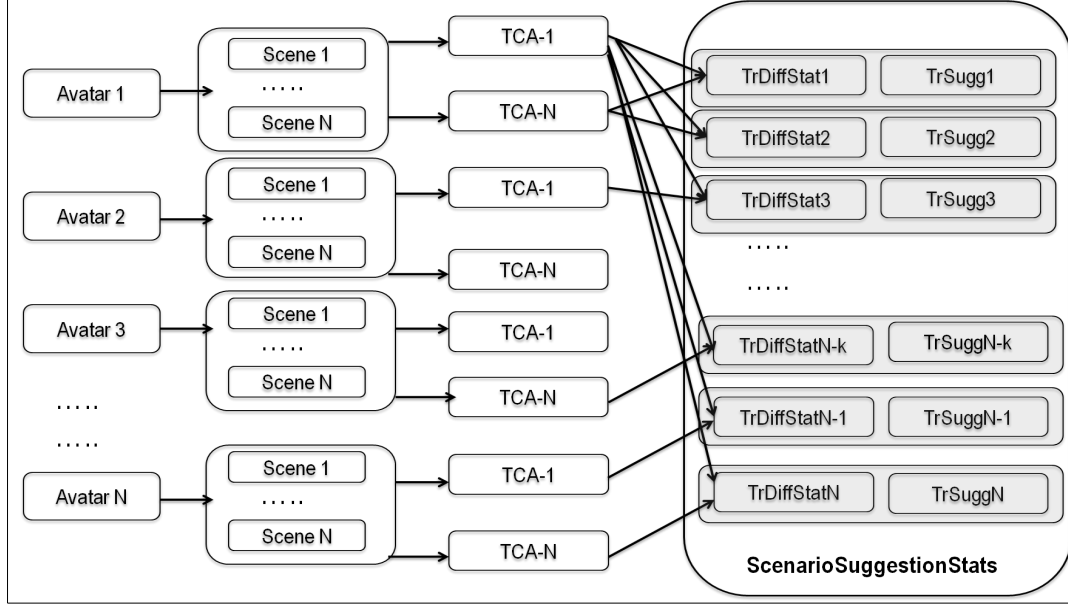 Avatar 1
Scene 1
.....
Scene N
TCA-1
TCA-N
Avatar 2
Scene 1
.....
Scene N
TCA-1
TCA-N
Avatar 3
Scene 1
.....
Scene N
TCA-1
TCA-N
.....
.....
Avatar N
Scene 1
.....
Scene N
TCA-1
TCA-N
TrDiffStat1 TrSugg1
TrDiffStat2 TrSugg2
TrDiffStat3 TrSugg3
.....
.....
TrDiffStatN-k TrSuggN-k
TrDiffStatN-1 TrSuggN-1
TrDiffStatN TrSuggN
ScenarioSuggestionStats